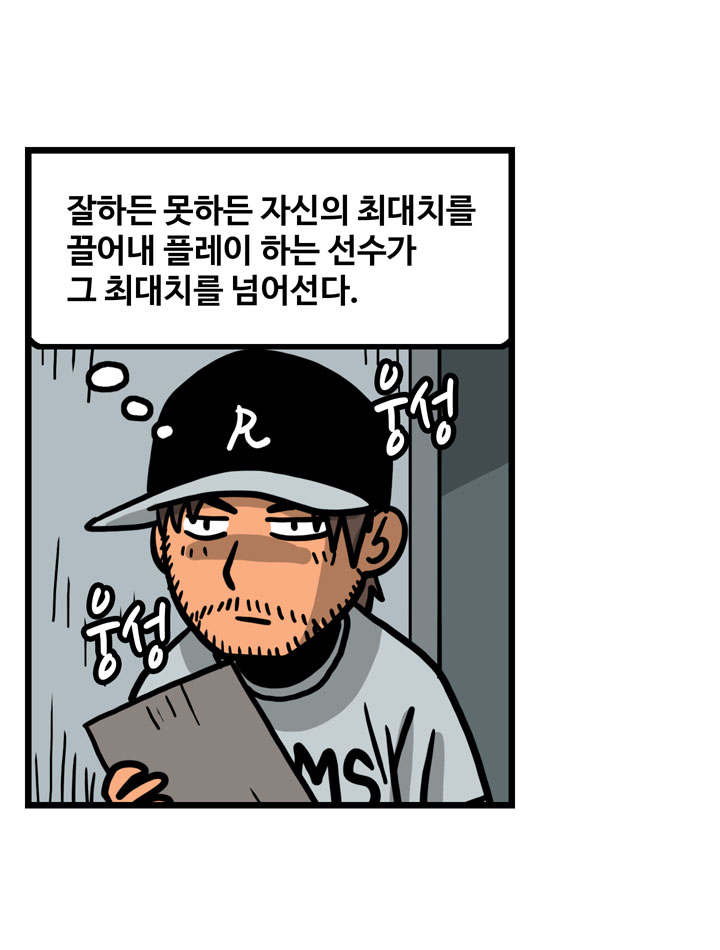 잘하든 못하든 자신의 최대치를
끌어내 플레이 하는 선수가
그 최대치를 넘어선다.
웅성
R
웅성
MS